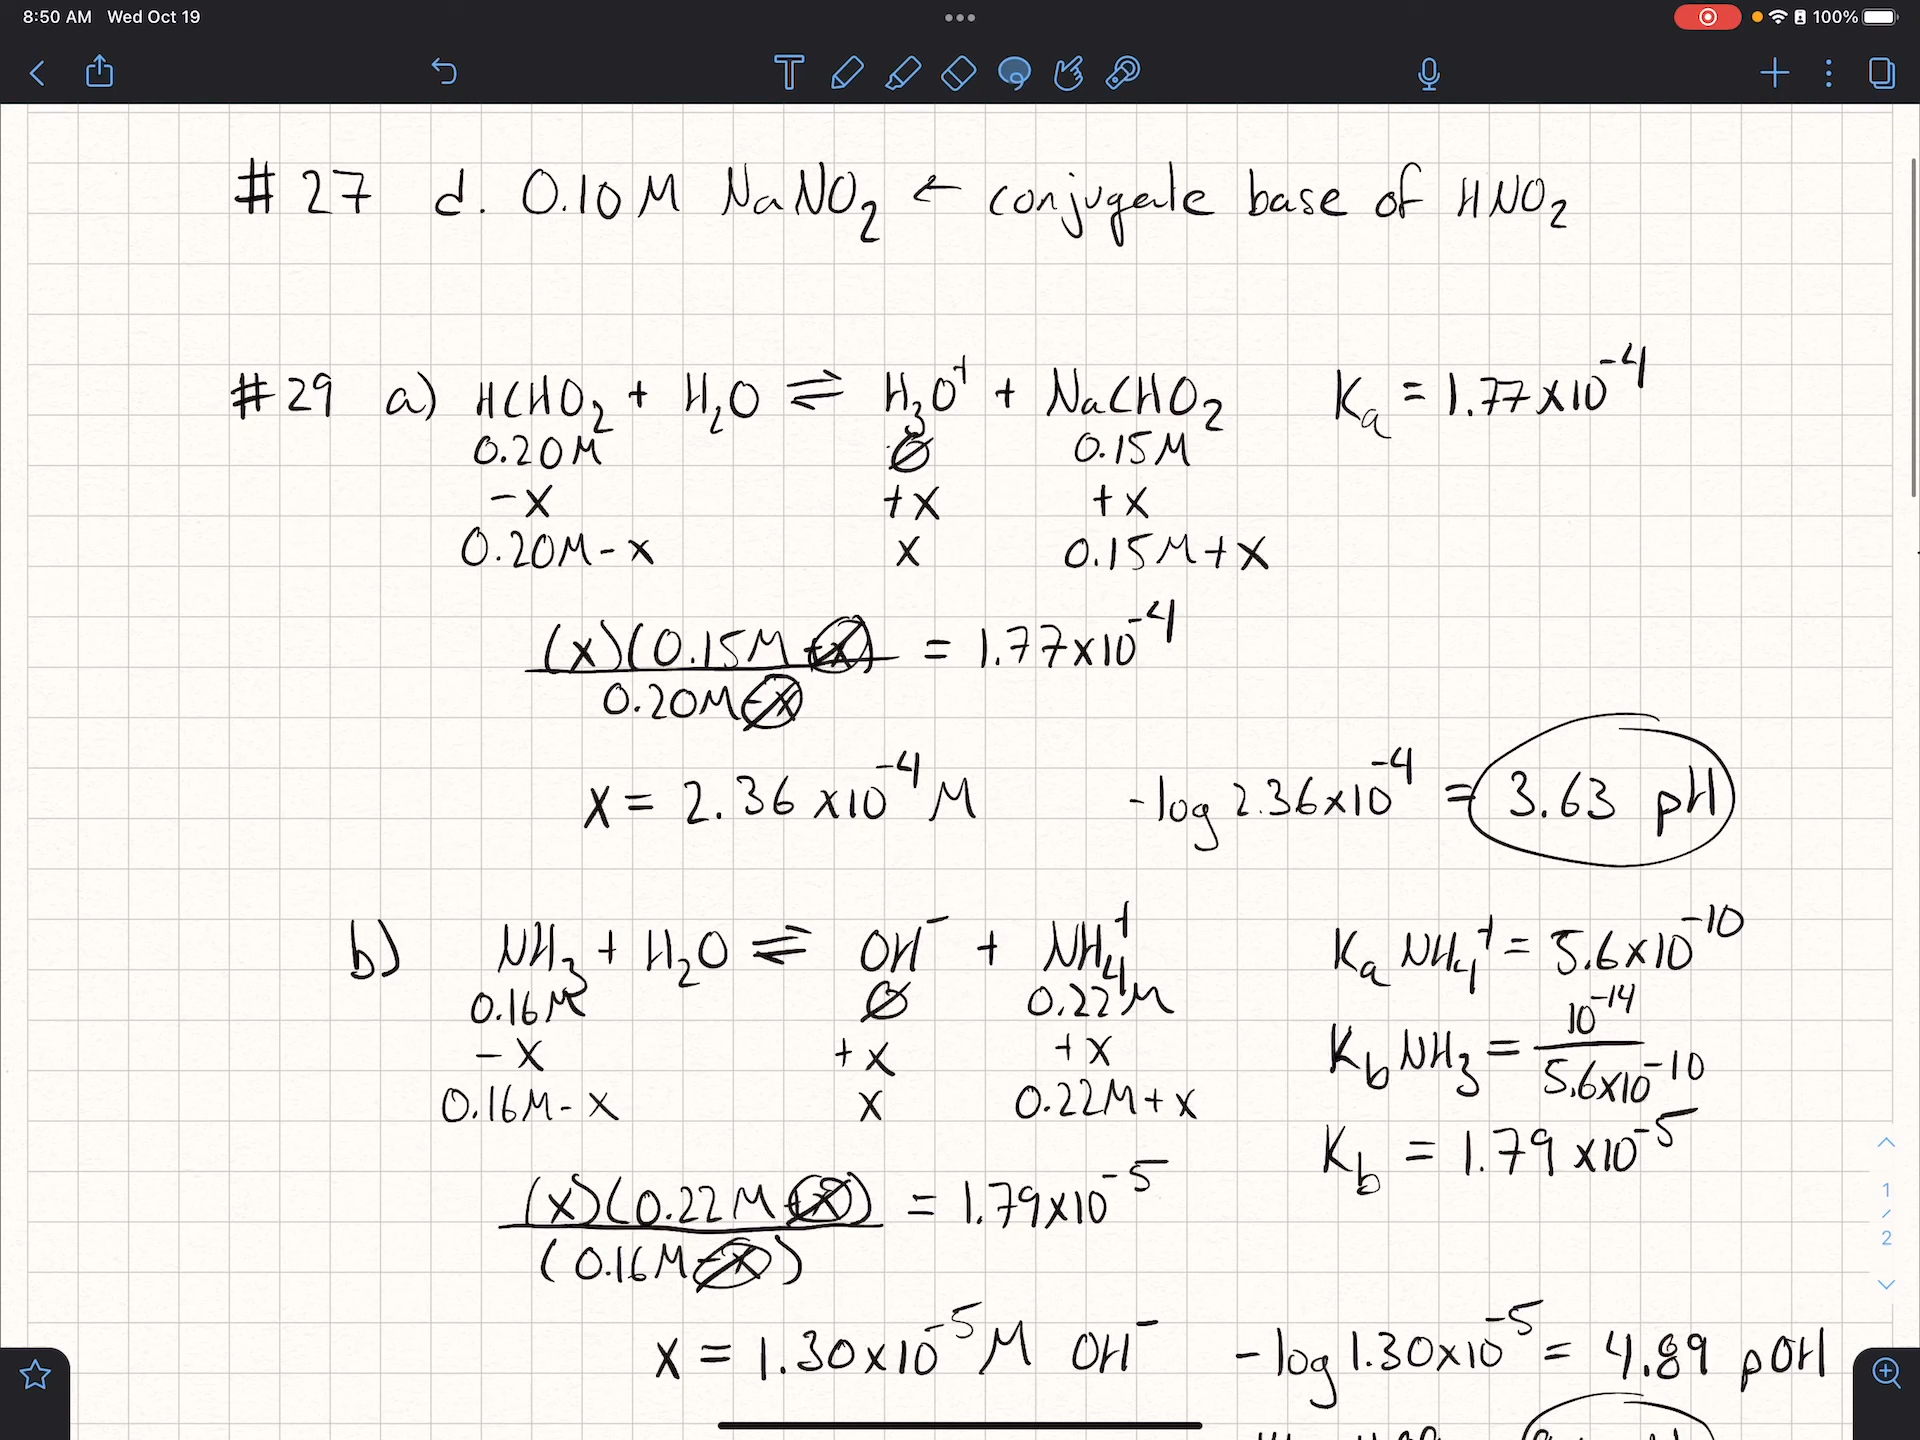 8:50 AM Wed Oct 19
100%
# 27 d. 0.10M NaNO₂ ← conjugate base of HNO₂
#29 a) HCHO₂ + H₂O ⇌ H₃O⁺ + NaCHO₂ Ka = 1.77x10⁻⁴
0.20M ∅ 0.15M
-x +x +x
0.20M-x x 0.15M+x
(x)(0.15M+x) = 1.77x10⁻⁴
0.20M-x
x = 2.36x10⁻⁴ M -log 2.36x10⁻⁴ = 3.63 pH
b) NH₃ + H₂O ⇌ OH⁻ + NH₄⁺ Ka NH₄⁺ = 5.6x10⁻¹⁰
0.16M ∅ 0.22M
-x +x +x
Kb NH₃ = 10⁻¹⁴ / 5.6x10⁻¹⁰
0.16M-x x 0.22M+x
Kb = 1.79x10⁻⁵
(x)(0.22M+x) = 1.79x10⁻⁵
(0.16M-x)
x = 1.30x10⁻⁵ M OH⁻ -log 1.30x10⁻⁵ = 4.89 pOH
1
/
2